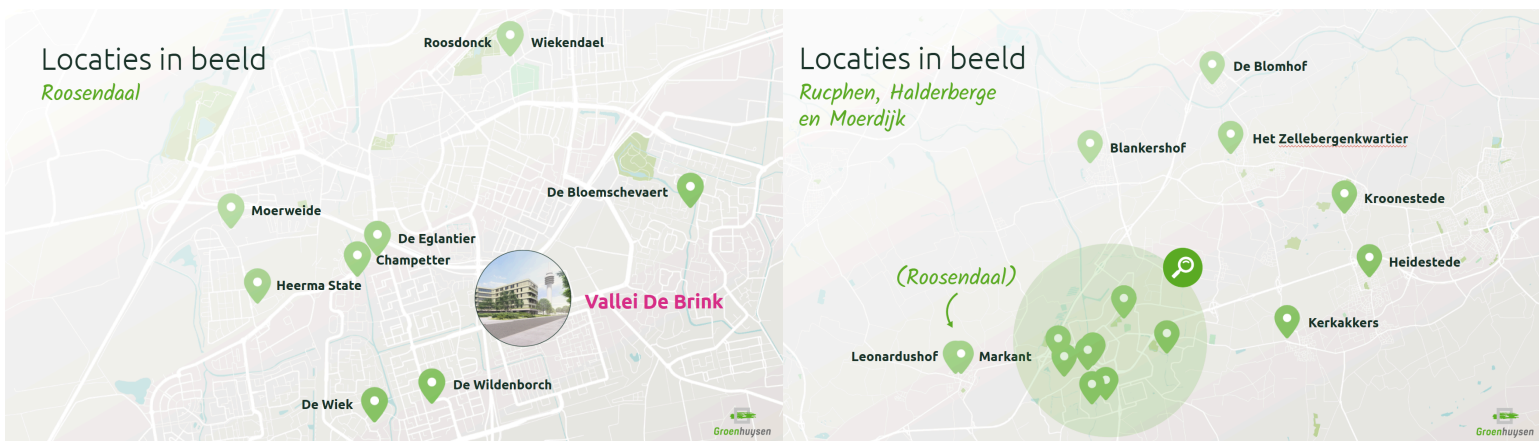 Locaties in beeld
Roosendaal
Roosdonck
Wiekendael
De Bloemschevaert
Moerweide
De Eglantier
Champetter
Heerma State
Vallei De Brink
De Wildenborch
De Wiek
Groenhuysen
Locaties in beeld
Rucphen, Halderberge
en Moerdijk
De Blomhof
Het Zellebergenkwartier
Blankershof
Kroonestede
Heidestede
(Roosendaal)
Kerkakkers
Leonardushof
Markant
Groenhuysen